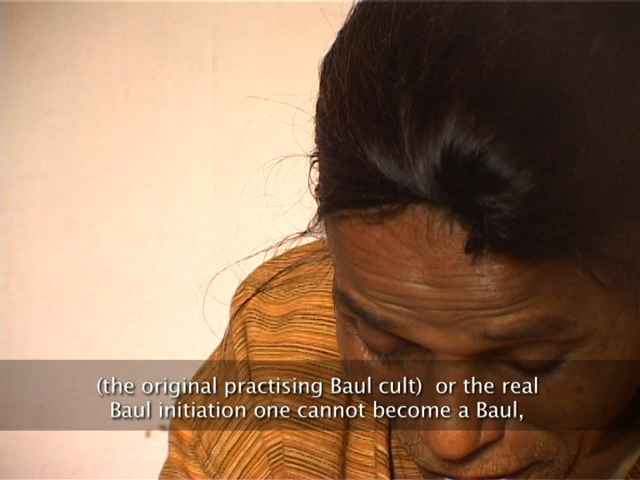 (the original practising Baul cult)  or the real
Baul initiation one cannot become a Baul,